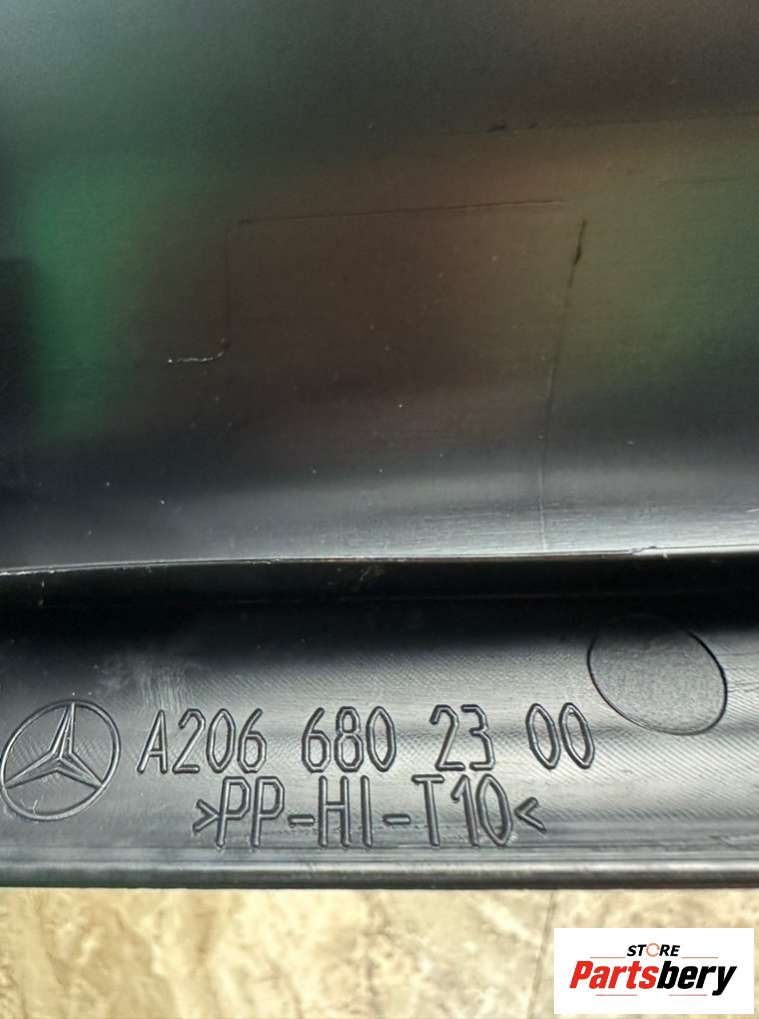 A206 680 23 00
>PP-HI-T10<
STORE
Partsbery